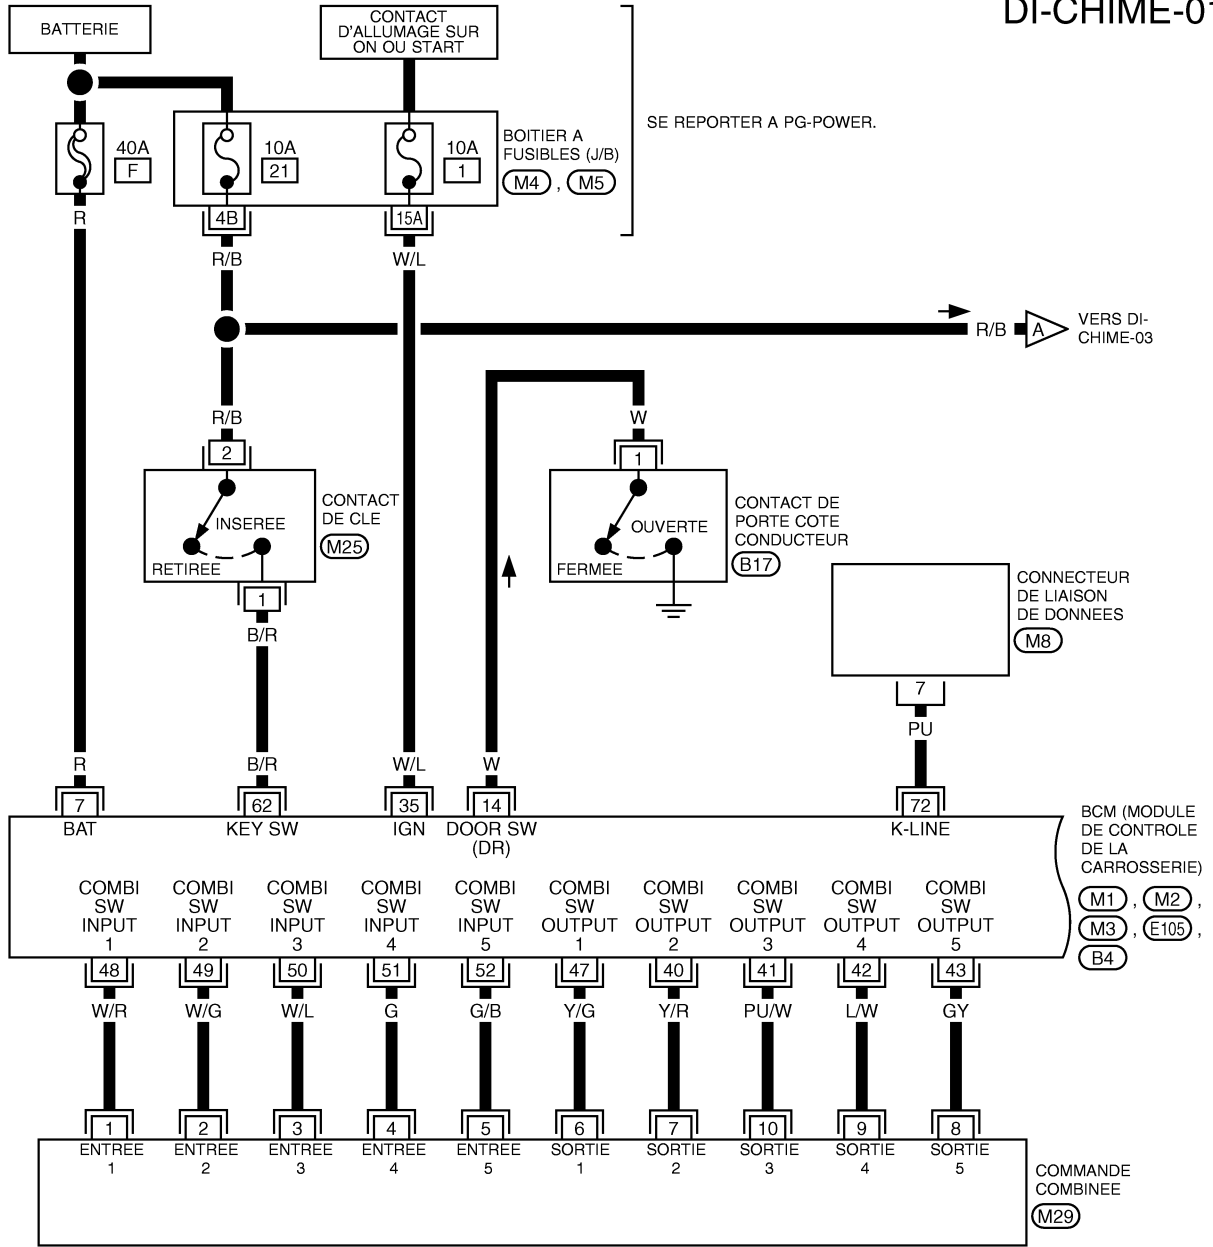 DI-CHIME-01
BATTERIE
CONTACT
D'ALLUMAGE SUR
ON OU START
SE REPORTER A PG-POWER.
40A
F
10A
21
10A
1
BOITIER A
FUSIBLES (J/B)
M4 , M5
R
4B
15A
R/B
W/L
R/B
A
VERS DI-
CHIME-03
R/B
W
2
1
CONTACT
DE CLE
M25
INSEREE
RETIREE
CONTACT DE
PORTE COTE
CONDUCTEUR
B17
OUVERTE
FERMEE
1
B/R
CONNECTEUR
DE LIAISON
DE DONNEES
M8
7
PU
R
B/R
W/L
W
7
62
35
14
72
BAT
KEY SW
IGN
DOOR SW
(DR)
K-LINE
BCM (MODULE
DE CONTROLE
DE LA
CARROSSERIE)
M1 , M2 ,
M3 , E105 ,
B4
COMBI SW INPUT 1
COMBI SW INPUT 2
COMBI SW INPUT 3
COMBI SW INPUT 4
COMBI SW INPUT 5
COMBI SW OUTPUT 1
COMBI SW OUTPUT 2
COMBI SW OUTPUT 3
COMBI SW OUTPUT 4
COMBI SW OUTPUT 5
48 49 50 51 52 47 40 41 42 43
W/R W/G W/L G G/B Y/G Y/R PU/W L/W GY
1 2 3 4 5 6 7 10 9 8
ENTREE 1
ENTREE 2
ENTREE 3
ENTREE 4
ENTREE 5
SORTIE 1
SORTIE 2
SORTIE 3
SORTIE 4
SORTIE 5
COMMANDE
COMBINEE
M29